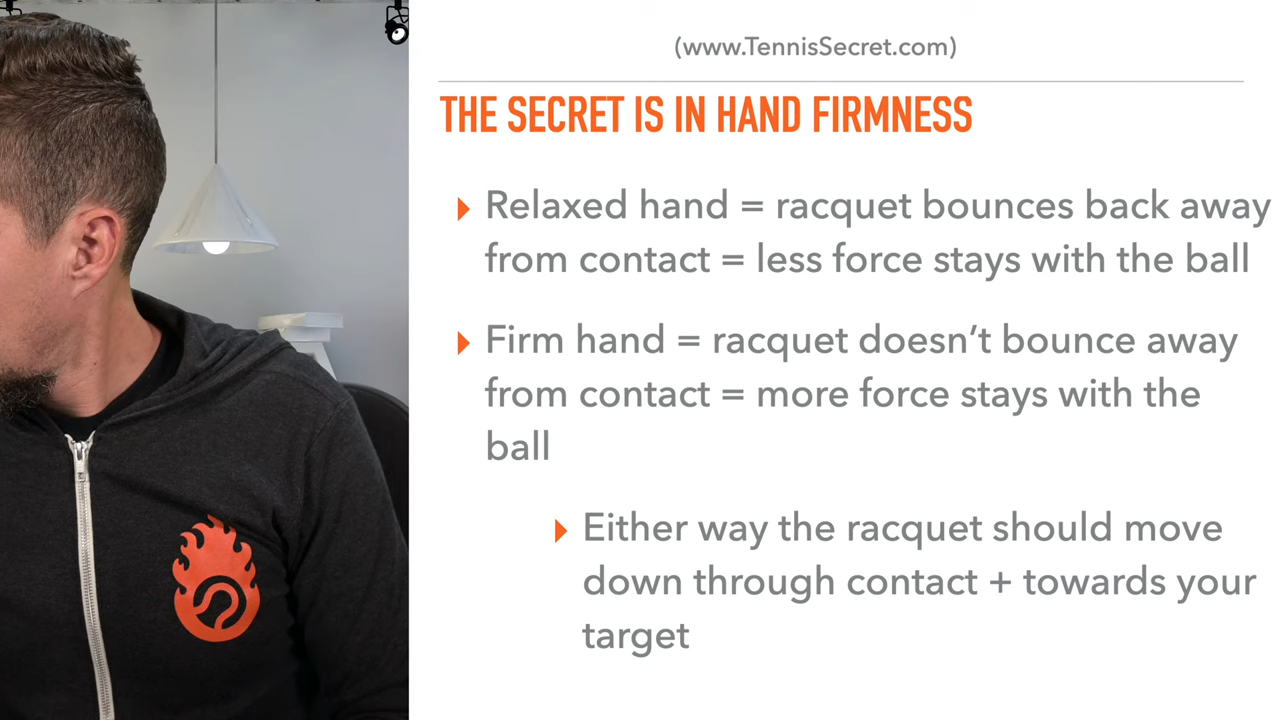 (www.TennisSecret.com)
THE SECRET IS IN HAND FIRMNESS
Relaxed hand = racquet bounces back away
from contact = less force stays with the ball
Firm hand = racquet doesn’t bounce away
from contact = more force stays with the
ball
Either way the racquet should move
down through contact + towards your
target